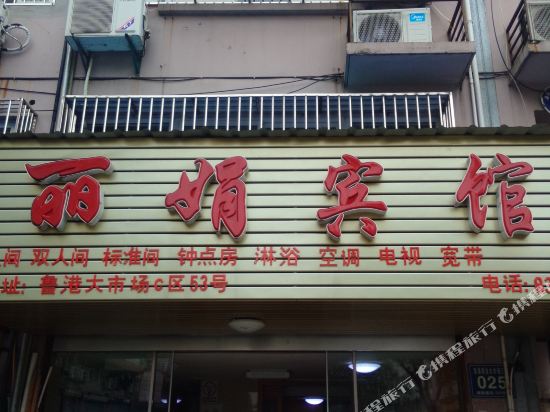 丽娟宾馆
人间 双人间 标准间 钟点房 淋浴 空调 电视 宽带
址: 鲁港大市场C区53号 电话:
025
@携程旅行
Midea